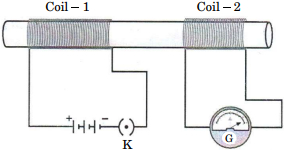 Coil – 1 Coil – 2
+ –
K G